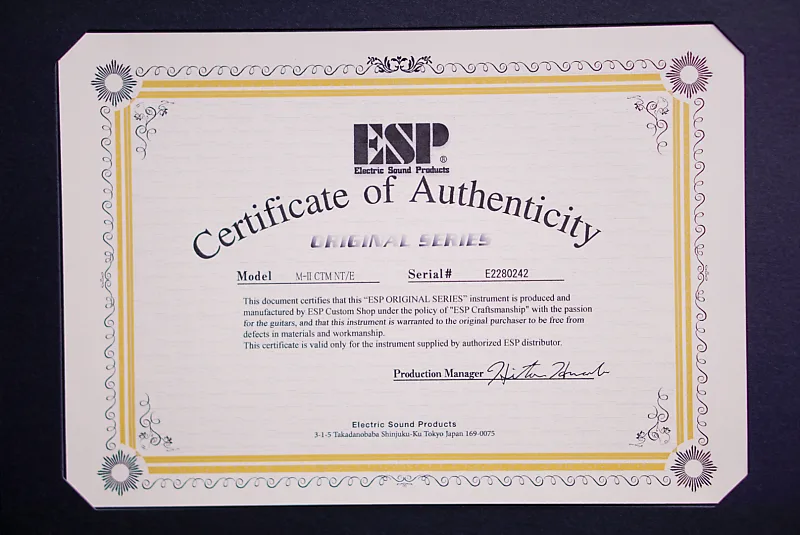 ESP®
Electric Sound Products
Certificate of Authenticity
ORIGINAL SERIES
Model M-II CTM NT/E Serial# E2280242
This document certifies that this "ESP ORIGINAL SERIES" instrument is produced and
manufactured by ESP Custom Shop under the policy of "ESP Craftsmanship" with the passion
for the guitars, and that this instrument is warranted to the original purchaser to be free from
defects in materials and workmanship.
This certificate is valid only for the instrument supplied by authorized ESP distributor.
Production Manager
Electric Sound Products
3-1-5 Takadanobaba Shinjuku-Ku Tokyo Japan 169-0075